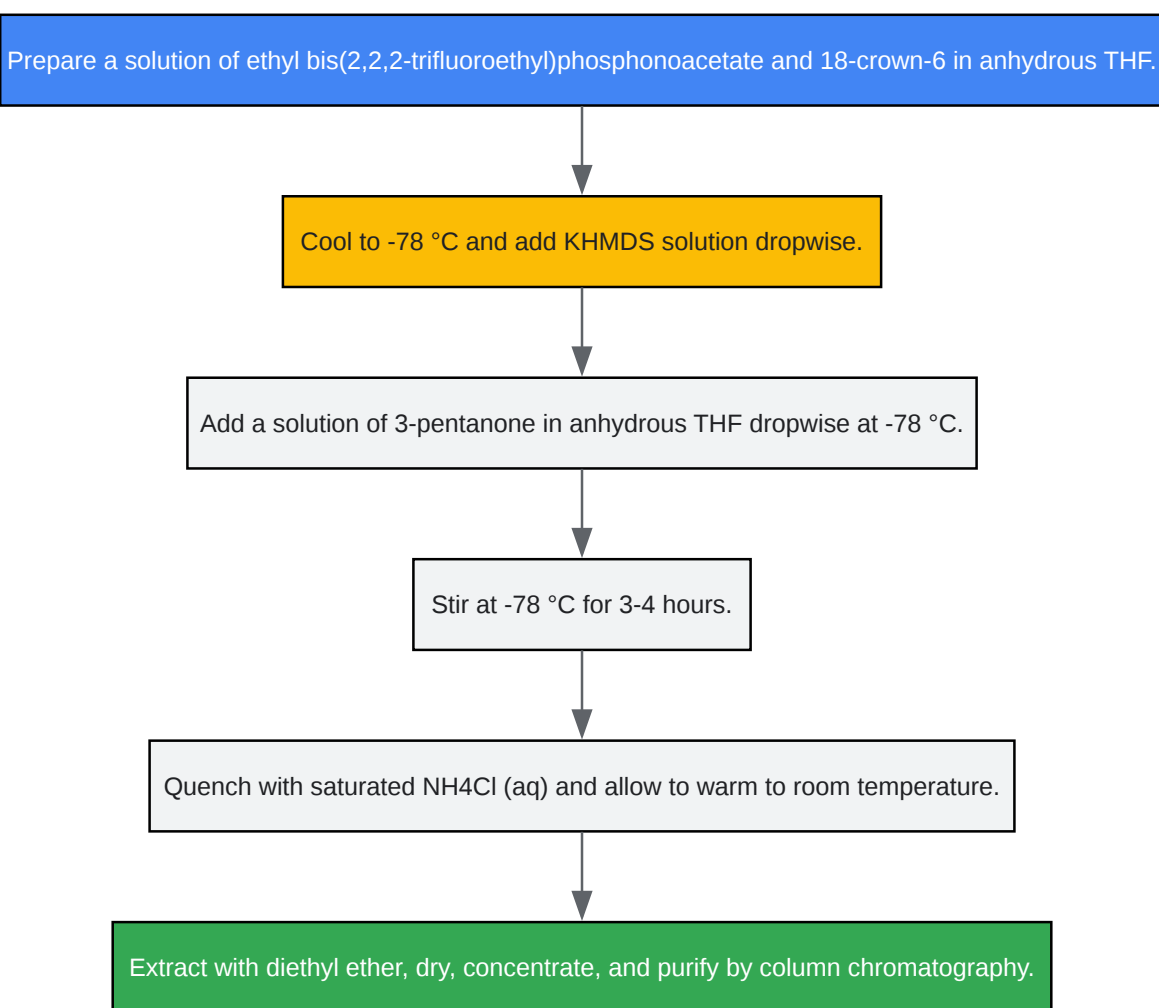 Prepare a solution of ethyl bis(2,2,2-trifluoroethyl)phosphonoacetate and 18-crown-6 in anhydrous THF.
Cool to -78 °C and add KHMDS solution dropwise.
Add a solution of 3-pentanone in anhydrous THF dropwise at -78 °C.
Stir at -78 °C for 3-4 hours.
Quench with saturated NH4Cl (aq) and allow to warm to room temperature.
Extract with diethyl ether, dry, concentrate, and purify by column chromatography.